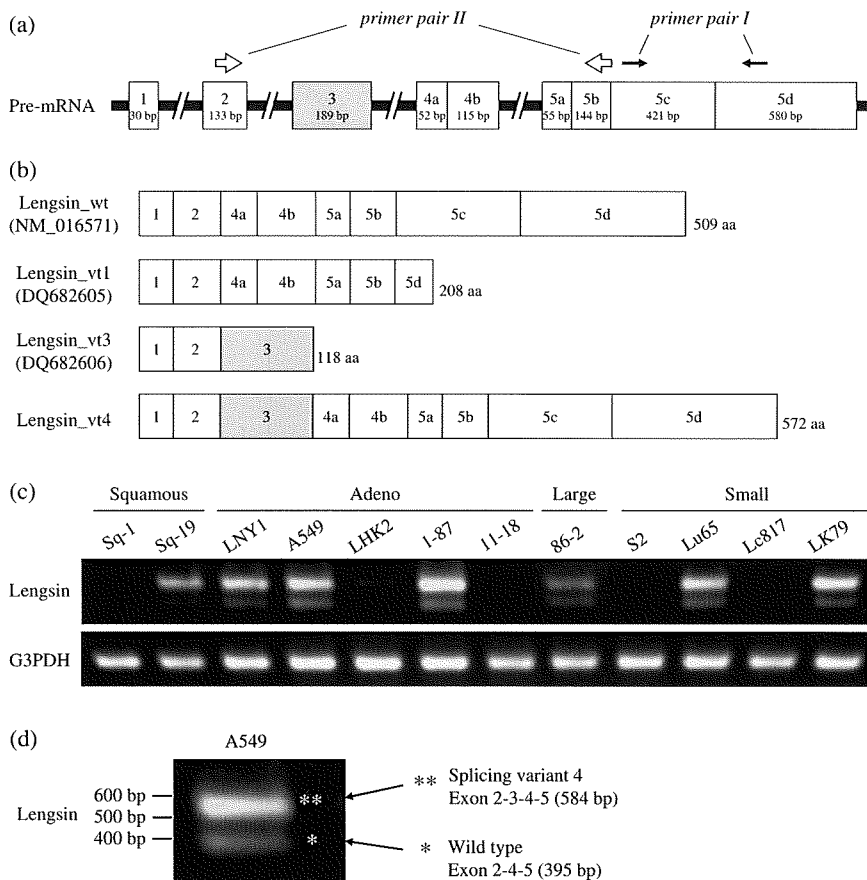 (a)
primer pair II
primer pair I
Pre-mRNA
1 2 3 4a 4b 5a 5b 5c 5d
30 bp 133 bp 189 bp 52 bp 115 bp 55 bp 144 bp 421 bp 580 bp
(b)
Lengsin_wt
(NM_016571)
1 2 4a 4b 5a 5b 5c 5d
509 aa
Lengsin_vt1
(DQ682605)
1 2 4a 4b 5a 5b 5d
208 aa
Lengsin_vt3
(DQ682606)
1 2 3
118 aa
Lengsin_vt4
1 2 3 4a 4b 5a 5b 5c 5d
572 aa
(c)
Squamous Adeno Large Small
Sq-1 Sq-19 LNY1 A549 LHK2 1-87 11-18 86-2 S2 Lu65 Lc817 LK79
Lengsin
G3PDH
(d)
A549
Lengsin
600 bp
500 bp
400 bp
**
*
** Splicing variant 4
Exon 2-3-4-5 (584 bp)
* Wild type
Exon 2-4-5 (395 bp)